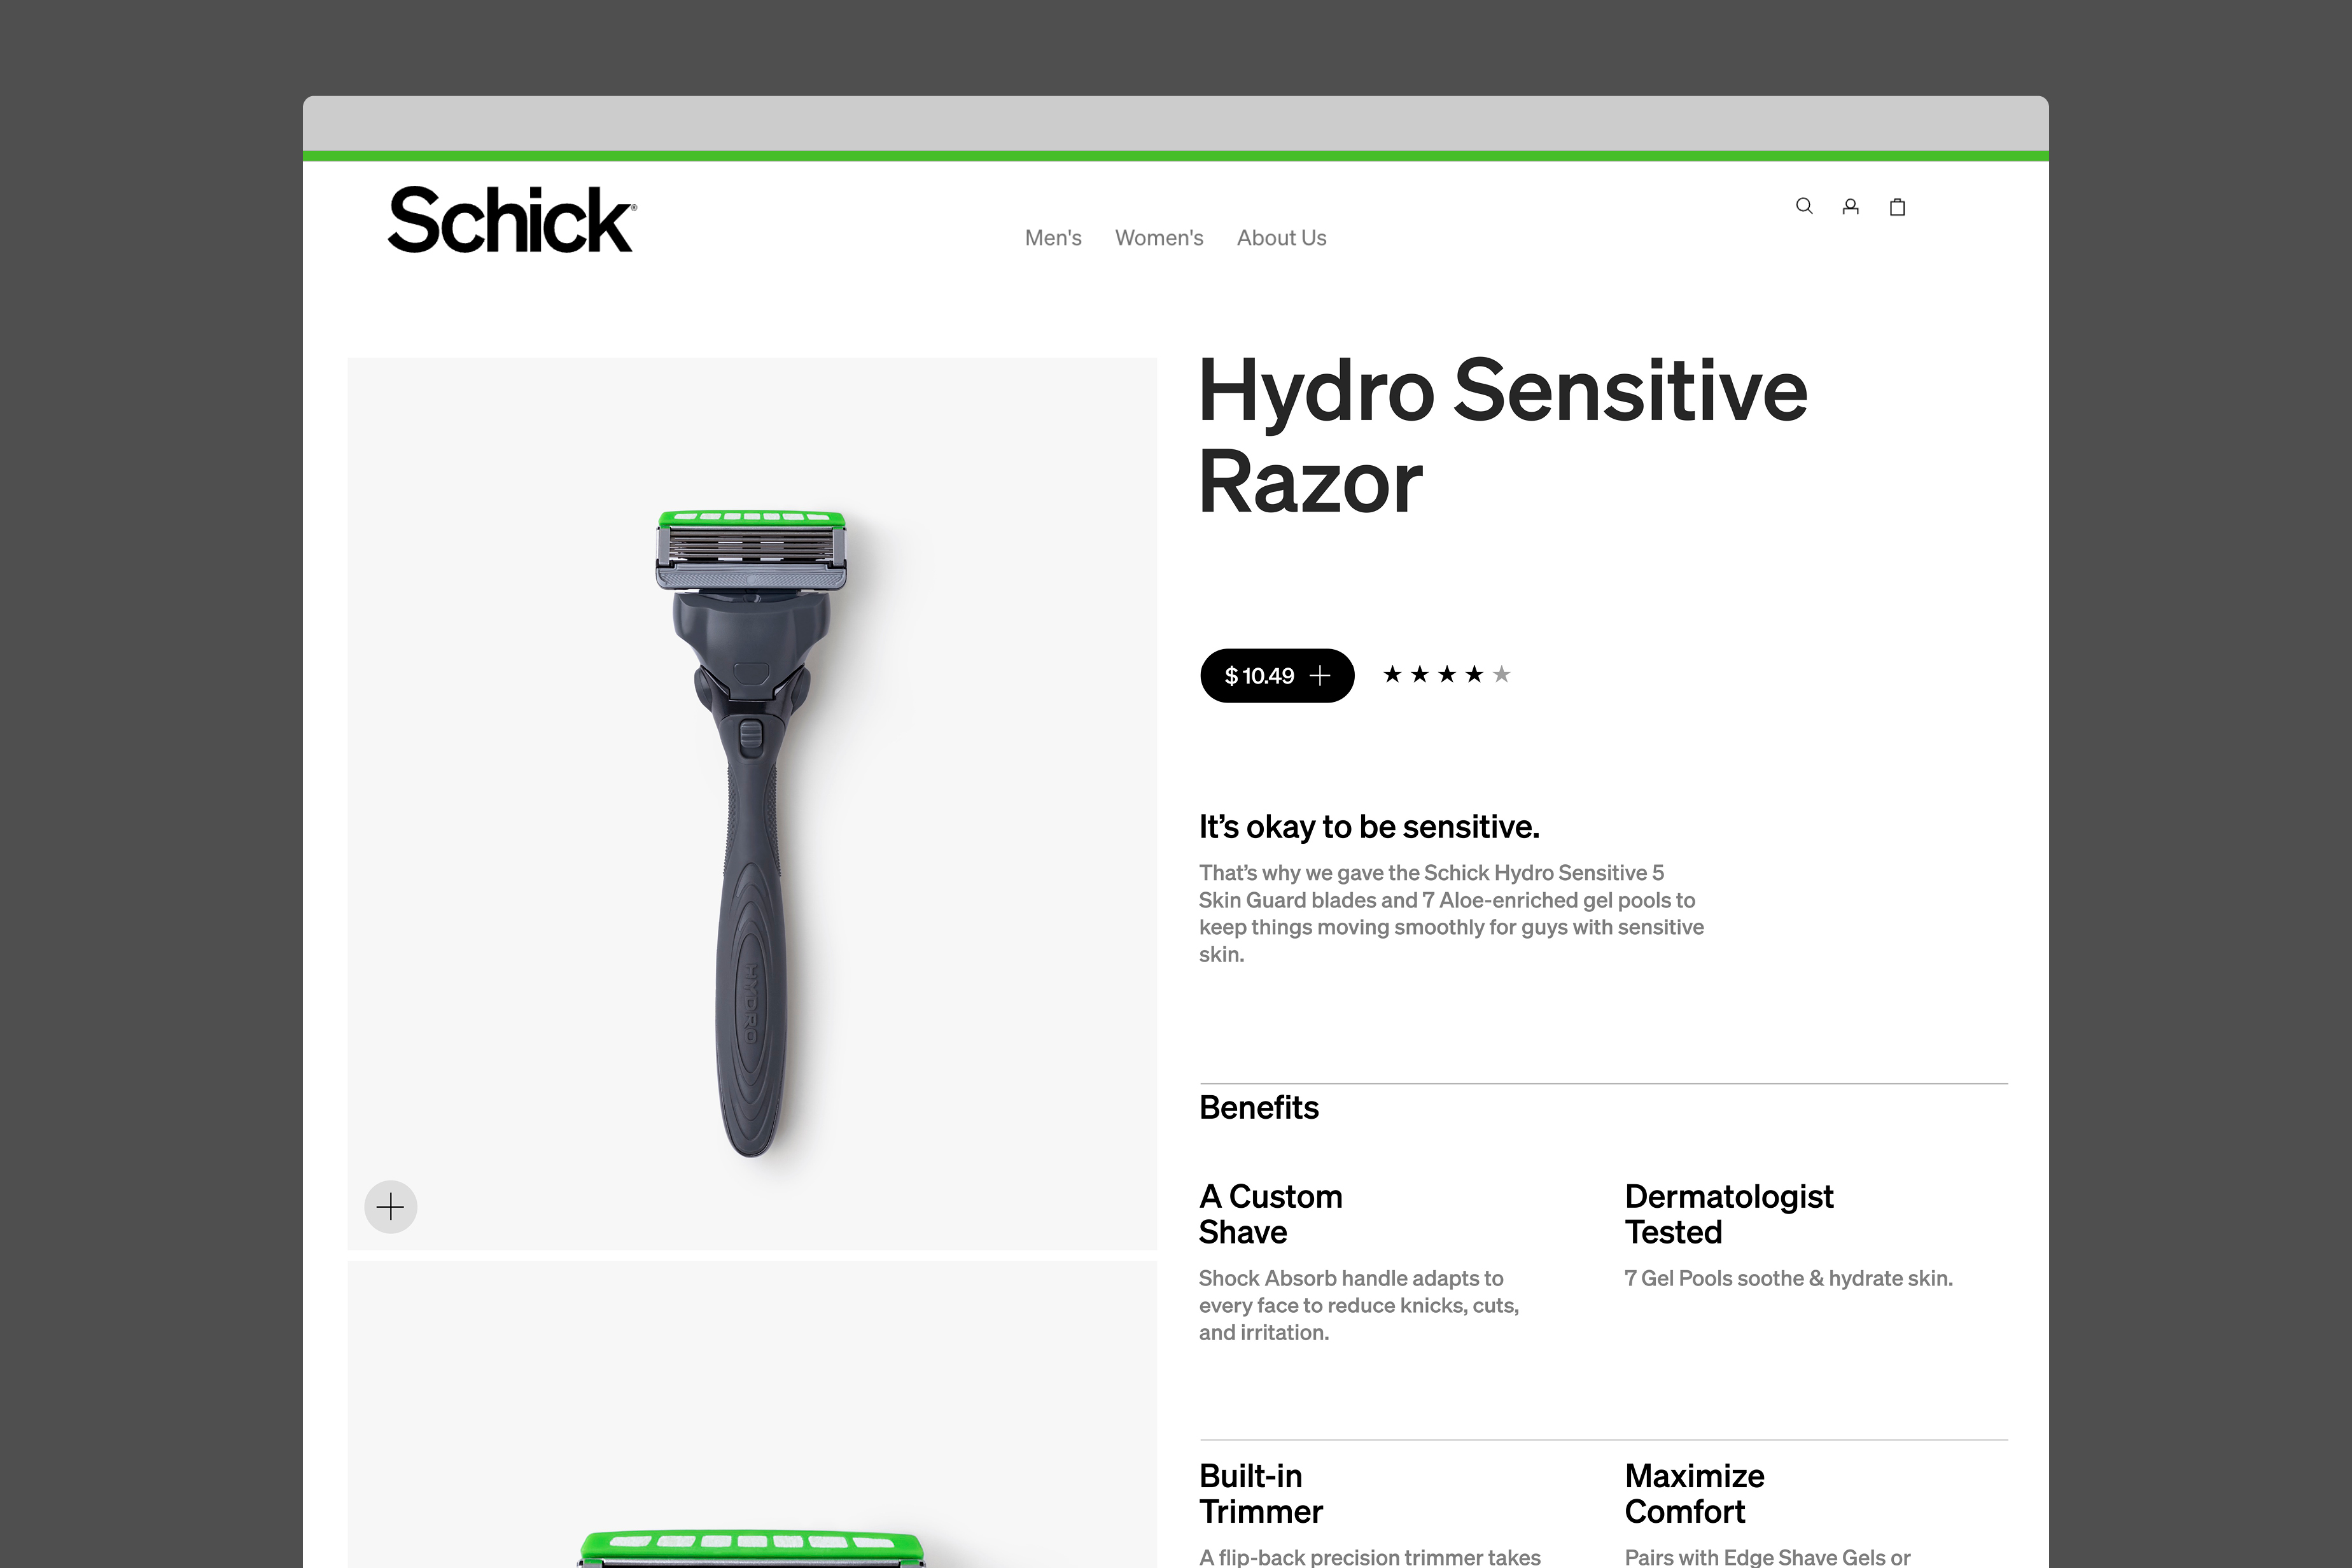 Schick®
Men's Women's About Us
Hydro Sensitive
Razor
$ 10.49
It’s okay to be sensitive.
That’s why we gave the Schick Hydro Sensitive 5
Skin Guard blades and 7 Aloe-enriched gel pools to
keep things moving smoothly for guys with sensitive
skin.
HYDRO
Benefits
A Custom
Shave
Shock Absorb handle adapts to
every face to reduce knicks, cuts,
and irritation.
Dermatologist
Tested
7 Gel Pools soothe & hydrate skin.
Built-in
Trimmer
A flip-back precision trimmer takes
Maximize
Comfort
Pairs with Edge Shave Gels or